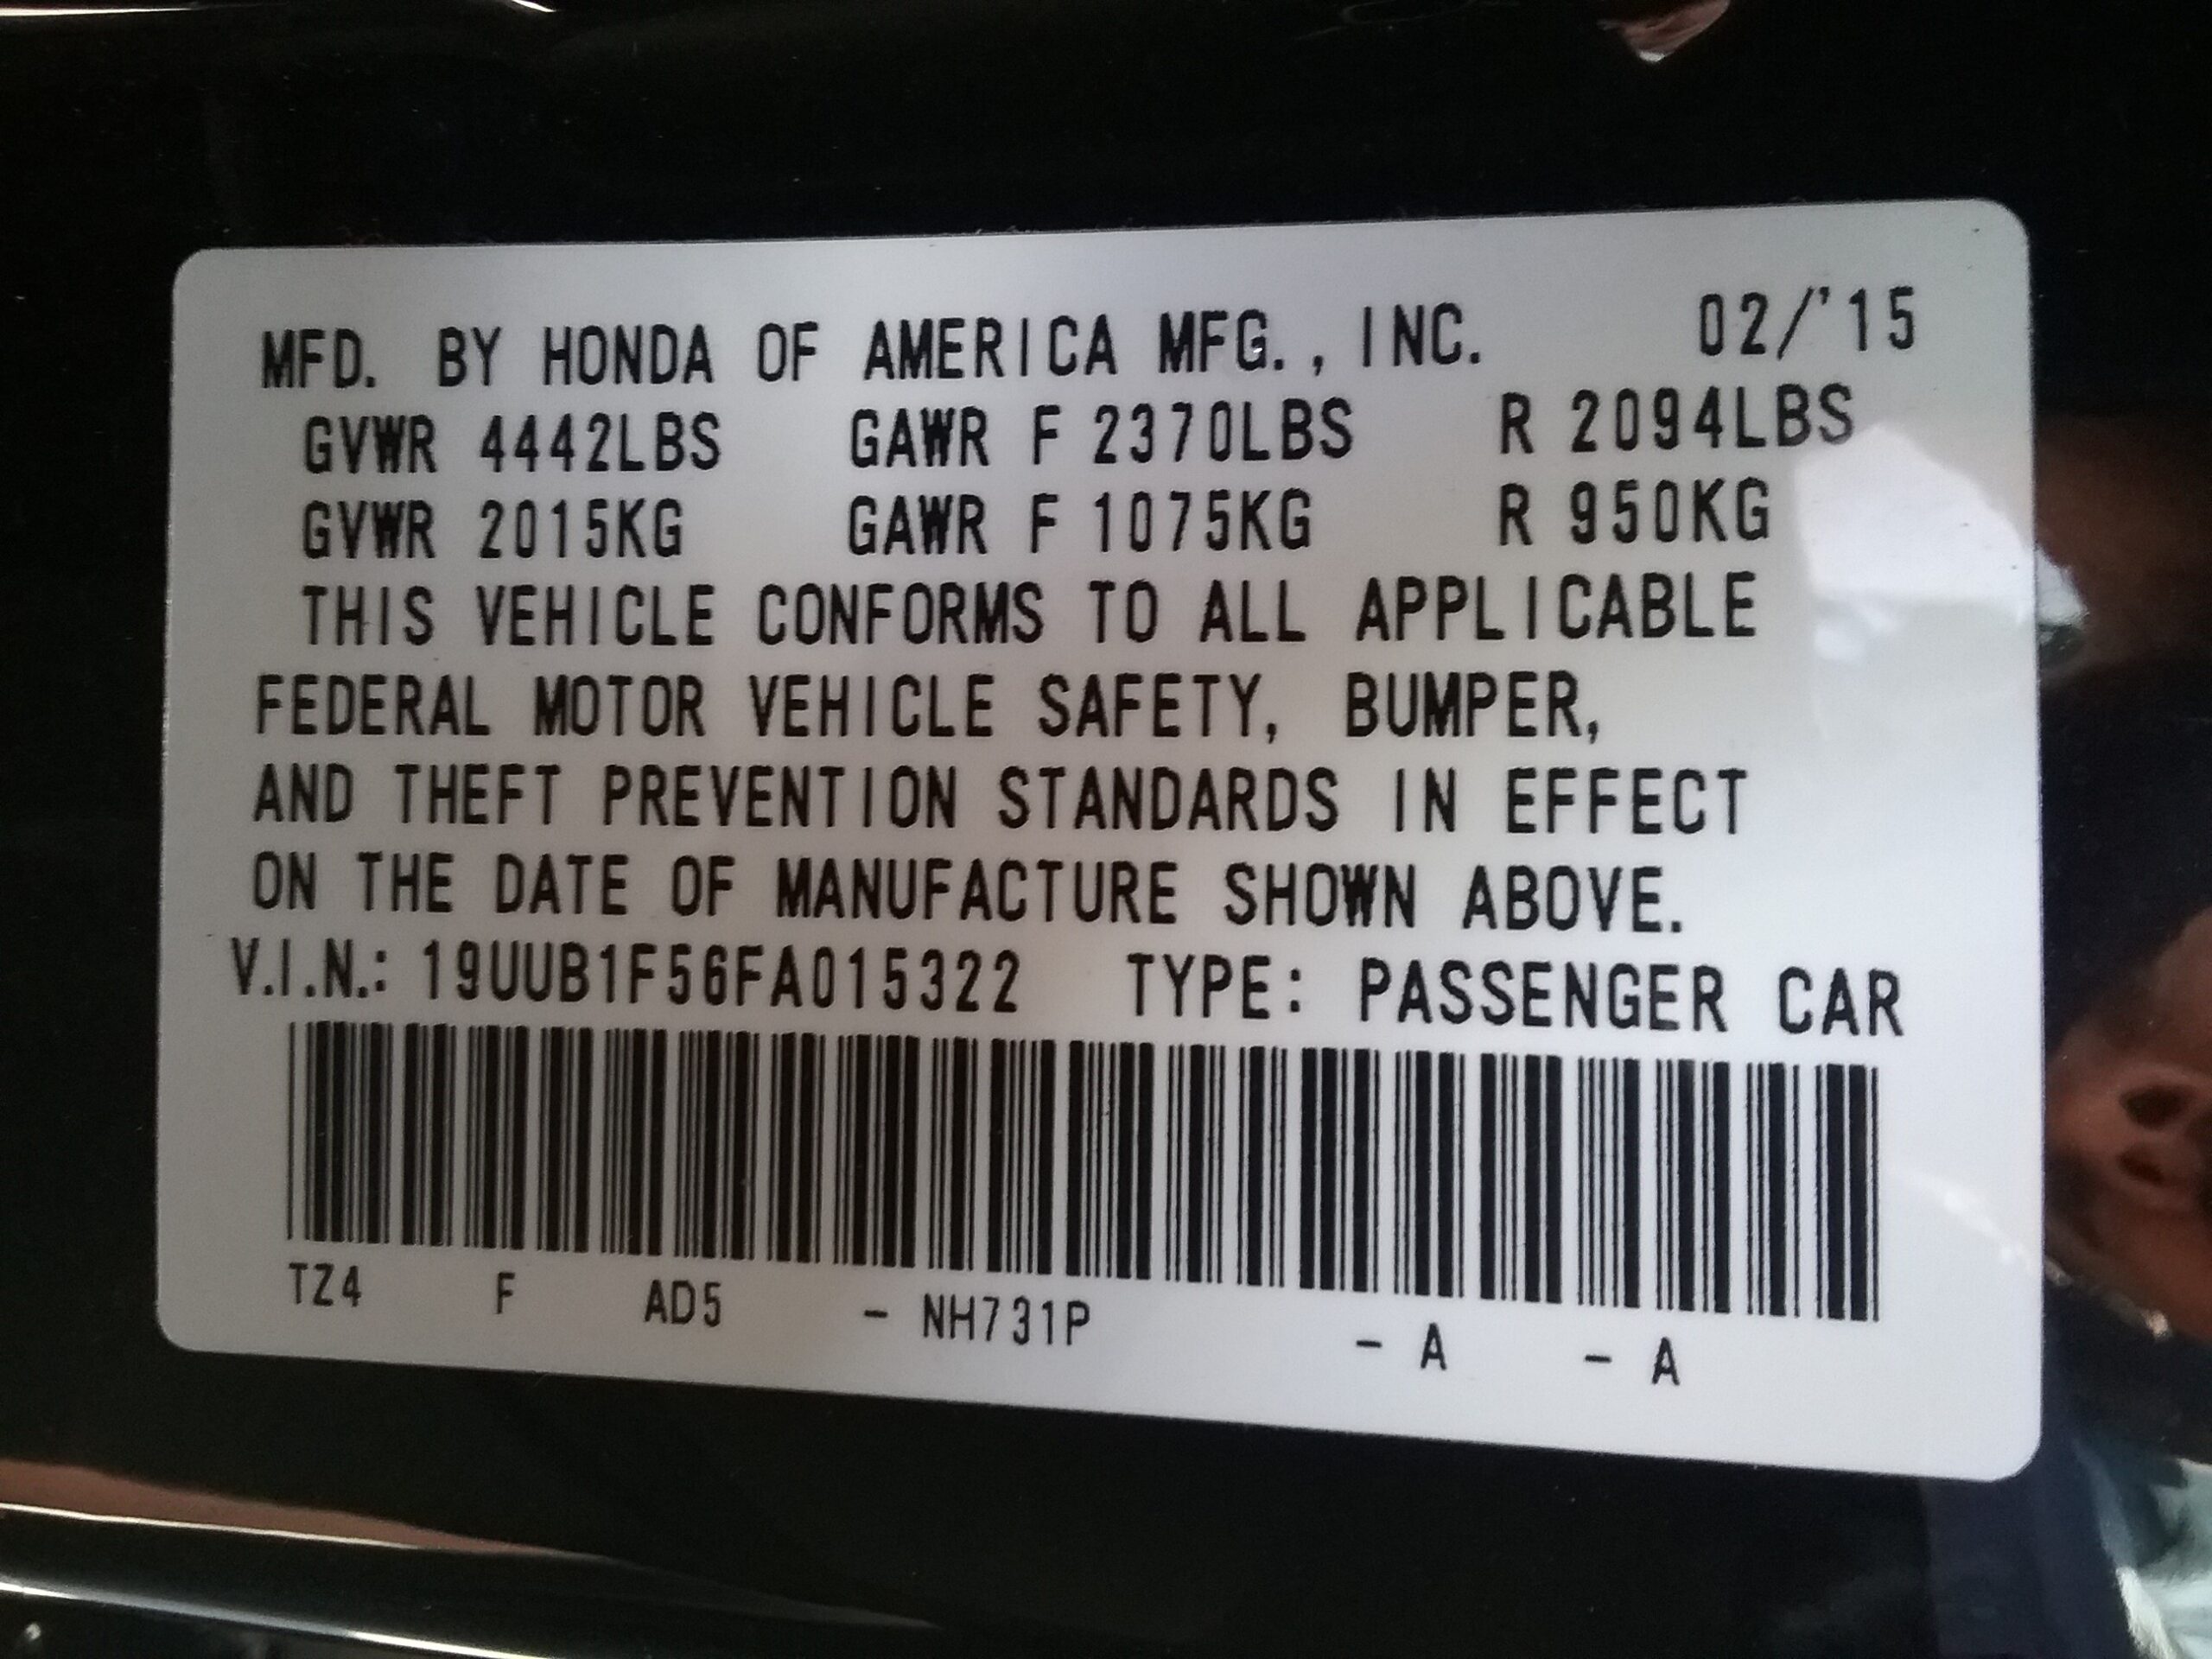 MFD. BY HONDA OF AMERICA MFG., INC. 02/'15
GVWR 4442LBS GAWR F 2370LBS R 2094LBS
GVWR 2015KG GAWR F 1075KG R 950KG
THIS VEHICLE CONFORMS TO ALL APPLICABLE
FEDERAL MOTOR VEHICLE SAFETY, BUMPER,
AND THEFT PREVENTION STANDARDS IN EFFECT
ON THE DATE OF MANUFACTURE SHOWN ABOVE.
V.I.N.: 19UUB1F56FA015322 TYPE: PASSENGER CAR
TZ4 F AD5 - NH731P - A - A